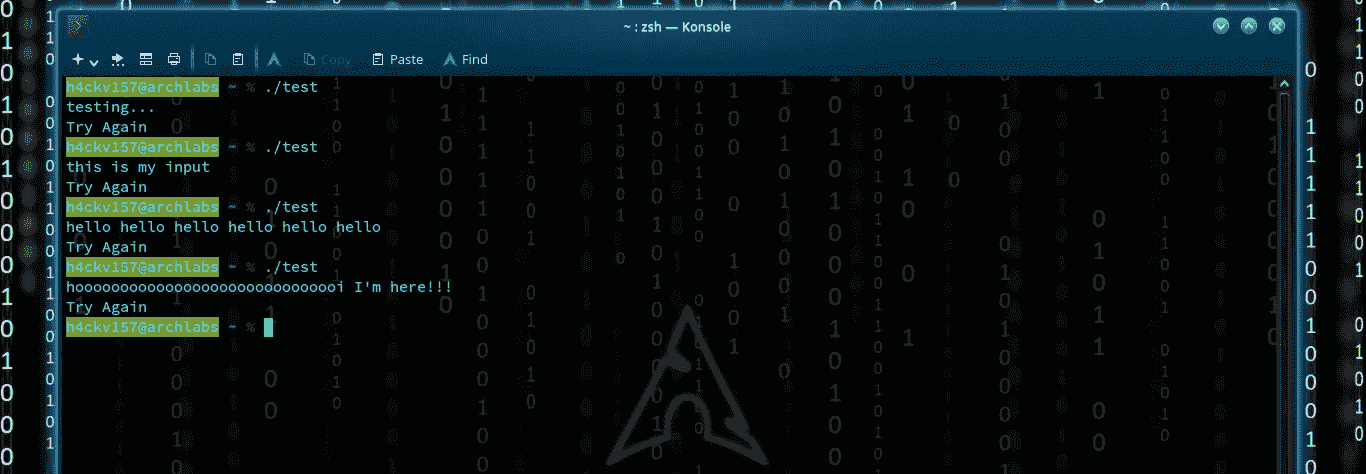 ~ : zsh — Konsole
Copy Paste Find
h4ckv157@archlabs ~ % ./test
testing...
Try Again
h4ckv157@archlabs ~ % ./test
this is my input
Try Again
h4ckv157@archlabs ~ % ./test
hello hello hello hello hello hello
Try Again
h4ckv157@archlabs ~ % ./test
hoooooooooooooooooooooooooooooi I'm here!!!
Try Again
h4ckv157@archlabs ~ %